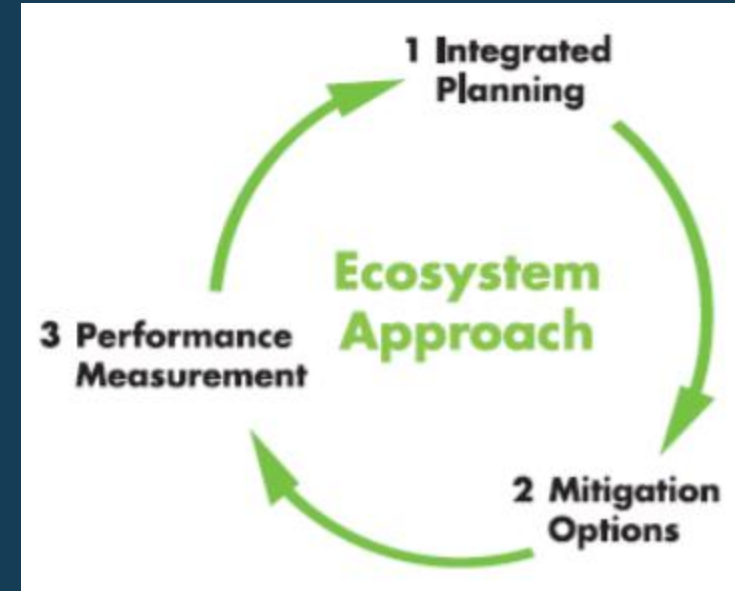 1 Integrated
Planning
Ecosystem
Approach
3 Performance
Measurement
2 Mitigation
Options